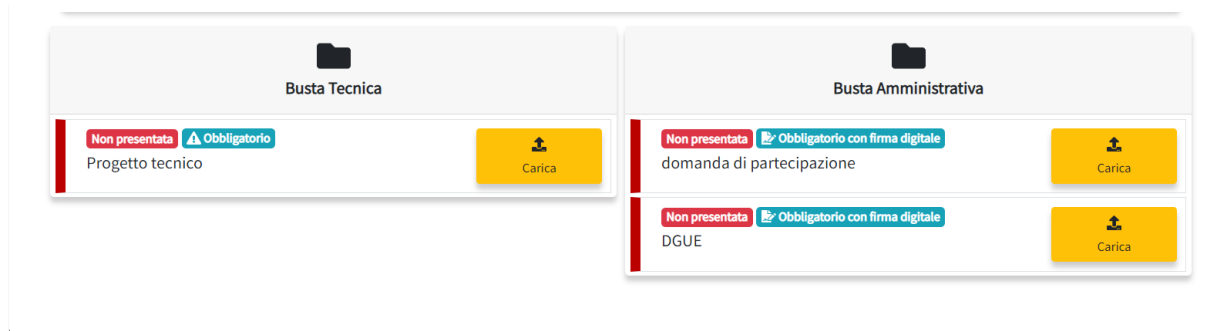 Busta Tecnica
Non presentata Obbligatorio
Progetto tecnico
Carica
Busta Amministrativa
Non presentata Obbligatorio con firma digitale
domanda di partecipazione
Carica
Non presentata Obbligatorio con firma digitale
DGUE
Carica